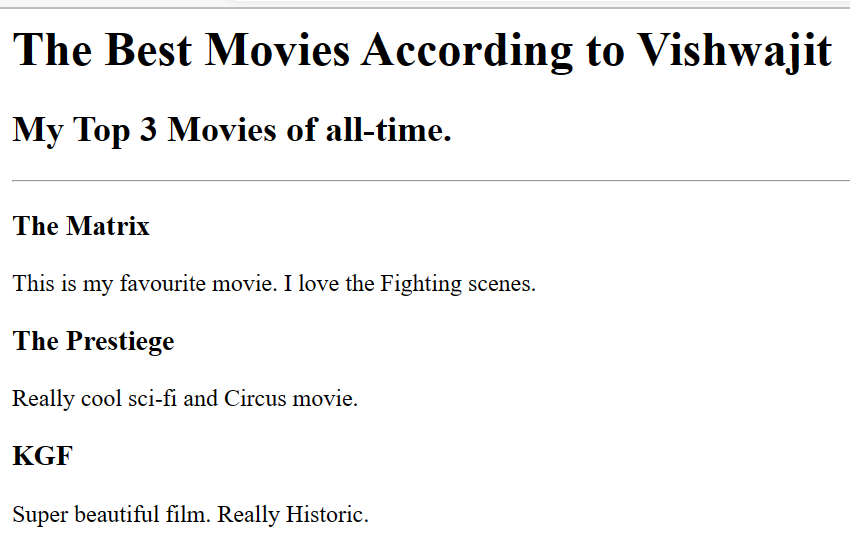 The Best Movies According to Vishwajit
My Top 3 Movies of all-time.
The Matrix
This is my favourite movie. I love the Fighting scenes.
The Prestiege
Really cool sci-fi and Circus movie.
KGF
Super beautiful film. Really Historic.